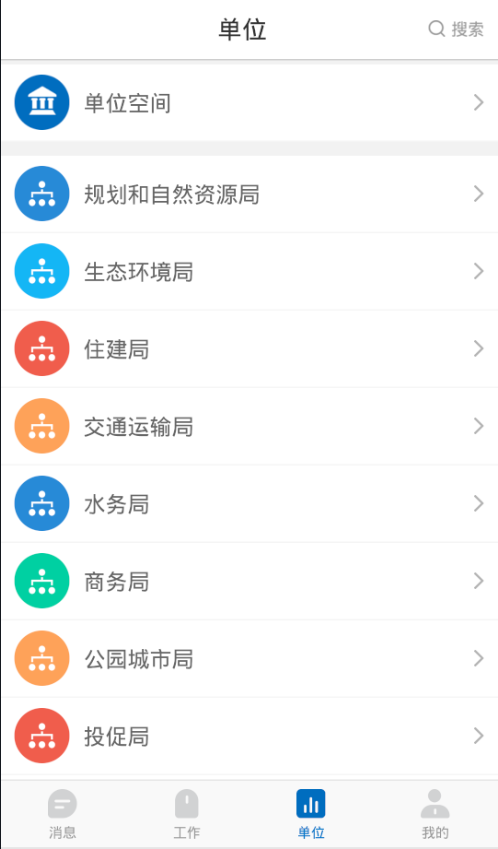 单位
搜索
单位空间
规划和自然资源局
生态环境局
住建局
交通运输局
水务局
商务局
公园城市局
投促局
消息
工作
单位
我的